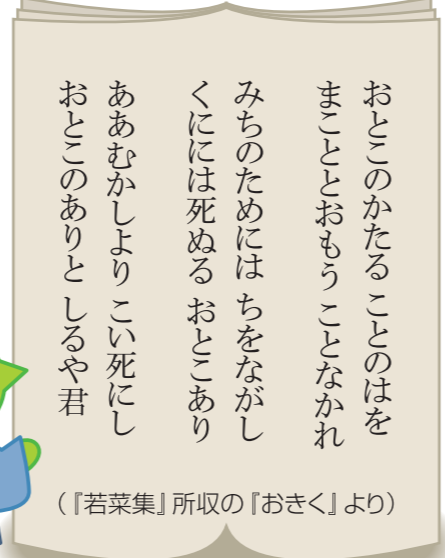 おとこのかたる ことのはを
まこととおもう ことなかれ
みちのためには ちをながし
くににには死ぬる おとこあり
ああむかしより こい死にし
おとこのありと しるや君
(『若菜集』所収の『おきく』より)